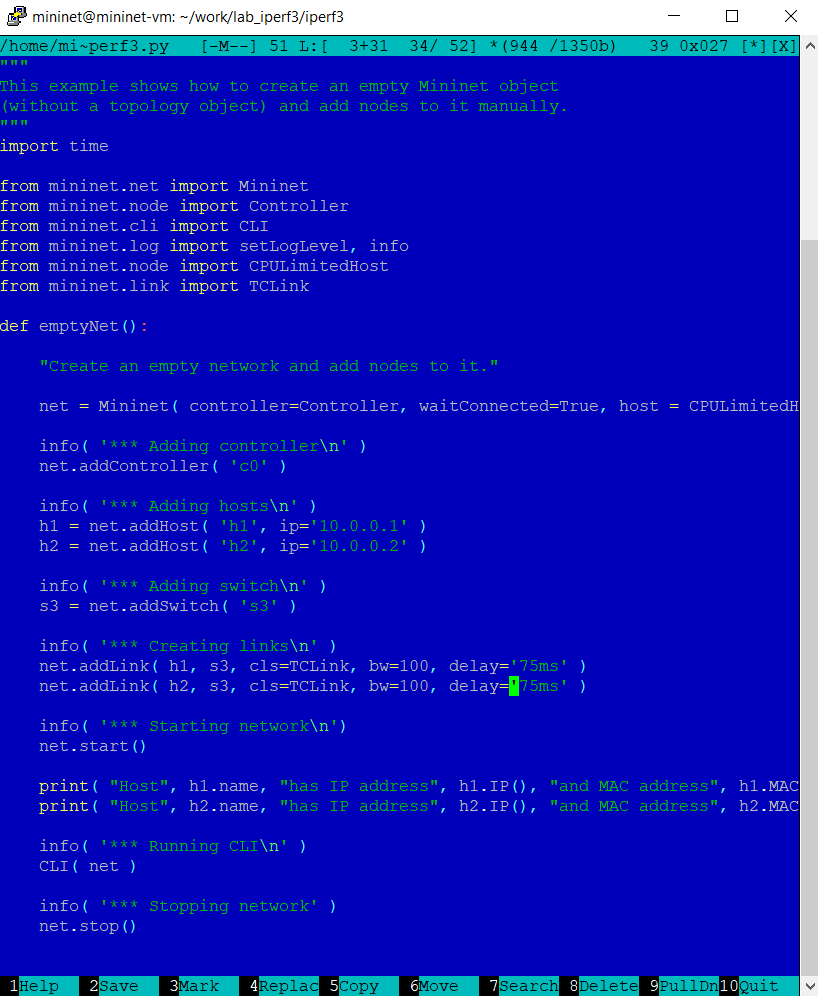 mininet@mininet-vm: ~/work/lab_iperf3/iperf3
/home/mi~perf3.py   [-M--] 51 L:[  3+31  34/ 52] *(944 /1350b)   39 0x027 [*][X]
"""
This example shows how to create an empty Mininet object
(without a topology object) and add nodes to it manually.
"""
import time

from mininet.net import Mininet
from mininet.node import Controller
from mininet.cli import CLI
from mininet.log import setLogLevel, info
from mininet.node import CPULimitedHost
from mininet.link import TCLink

def emptyNet():

    "Create an empty network and add nodes to it."

    net = Mininet( controller=Controller, waitConnected=True, host = CPULimitedH

    info( '*** Adding controller\n' )
    net.addController( 'c0' )

    info( '*** Adding hosts\n' )
    h1 = net.addHost( 'h1', ip='10.0.0.1' )
    h2 = net.addHost( 'h2', ip='10.0.0.2' )

    info( '*** Adding switch\n' )
    s3 = net.addSwitch( 's3' )

    info( '*** Creating links\n' )
    net.addLink( h1, s3, cls=TCLink, bw=100, delay='75ms' )
    net.addLink( h2, s3, cls=TCLink, bw=100, delay='75ms' )

    info( '*** Starting network\n')
    net.start()

    print( "Host", h1.name, "has IP address", h1.IP(), "and MAC address", h1.MAC
    print( "Host", h2.name, "has IP address", h2.IP(), "and MAC address", h2.MAC

    info( '*** Running CLI\n' )
    CLI( net )

    info( '*** Stopping network' )
    net.stop()

1Help   2Save   3Mark   4Replac 5Copy   6Move   7Search 8Delete 9PullDn10Quit